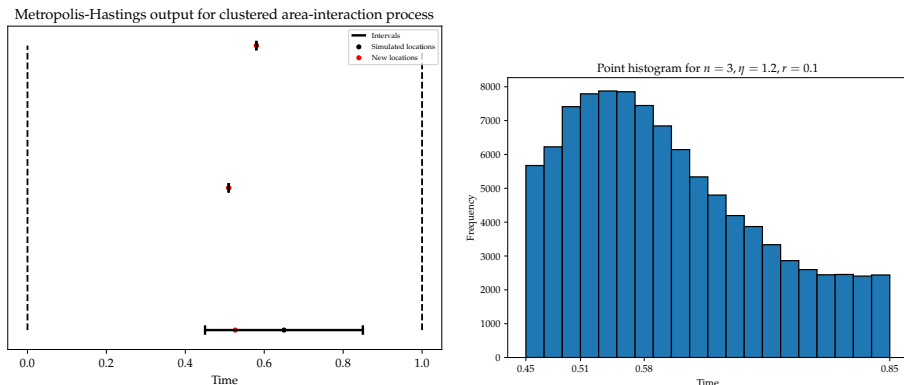 Metropolis-Hastings output for clustered area-interaction process
Intervals
Simulated locations
New locations
0.0 0.2 0.4 0.6 0.8 1.0
Time
Point histogram for n = 3, η = 1.2, r = 0.1
8000
7000
6000
5000
4000
3000
2000
1000
0
Frequency
0.45 0.51 0.58 0.85
Time